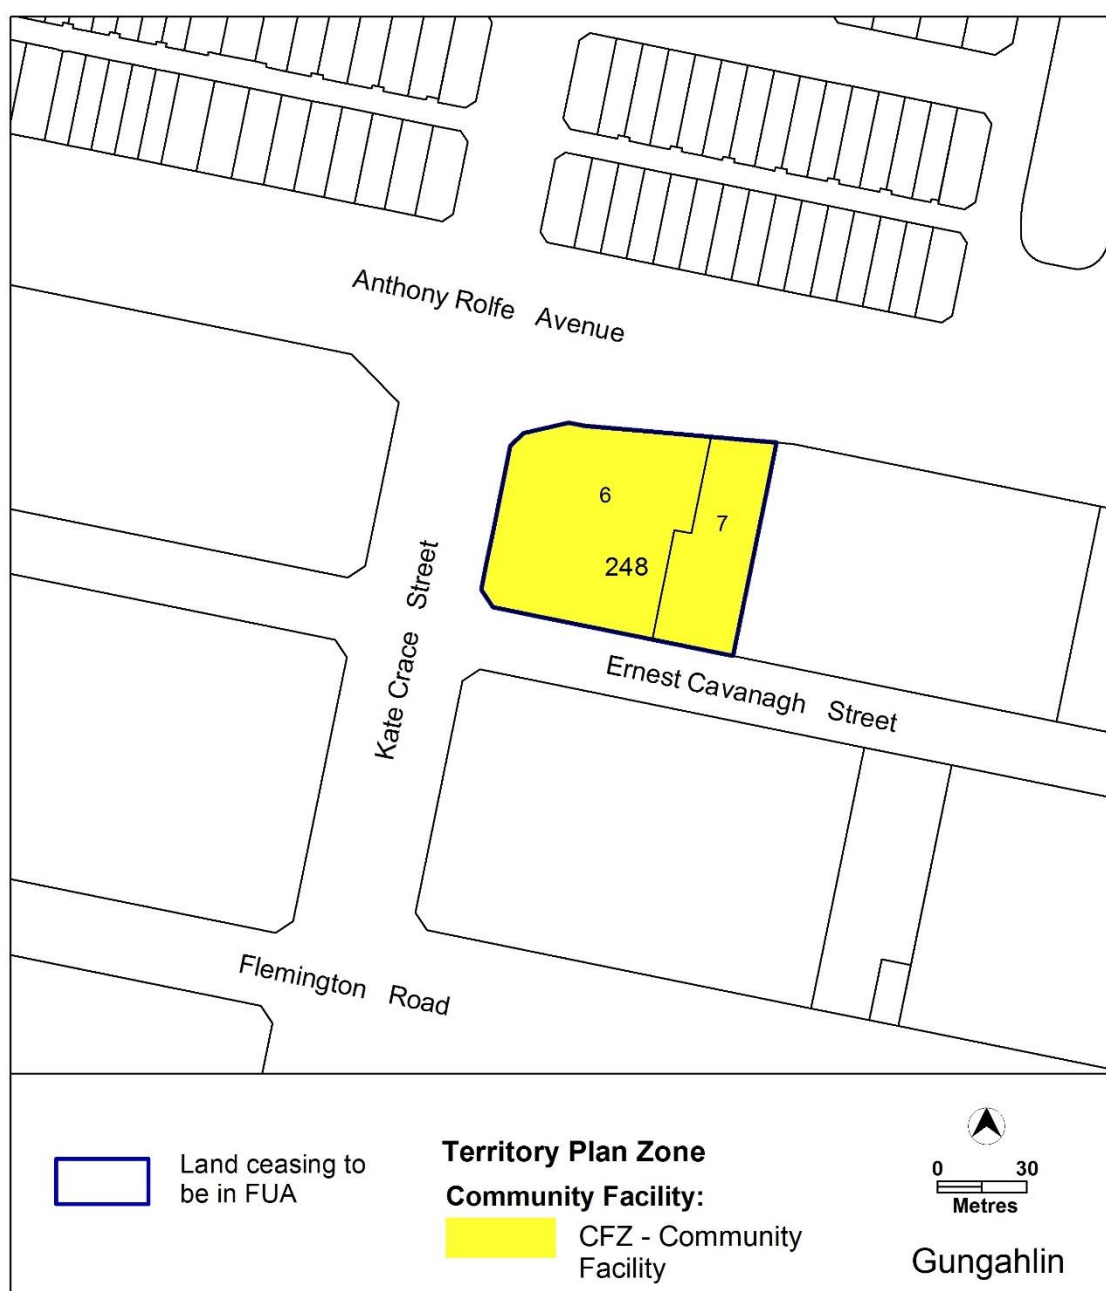 Anthony Rolfe Avenue
6
7
248
Kate Crace Street
Ernest Cavanagh Street
Flemington Road
Land ceasing to
be in FUA
Territory Plan Zone
Community Facility:
CFZ - Community
Facility
0 30
Metres
Gungahlin